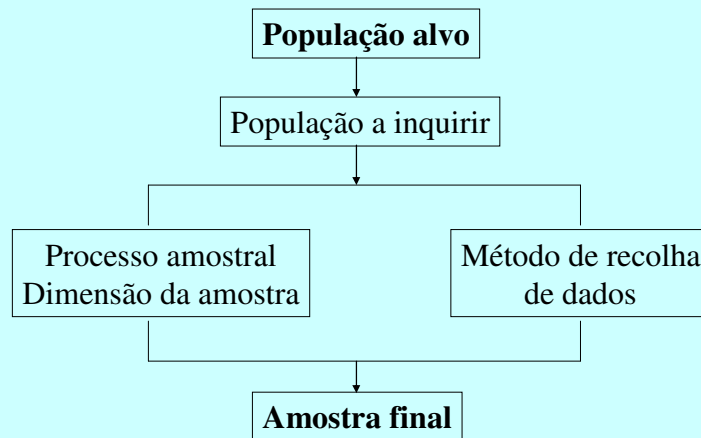 População alvo
População a inquirir
Processo amostral
Dimensão da amostra
Método de recolha
de dados
Amostra final